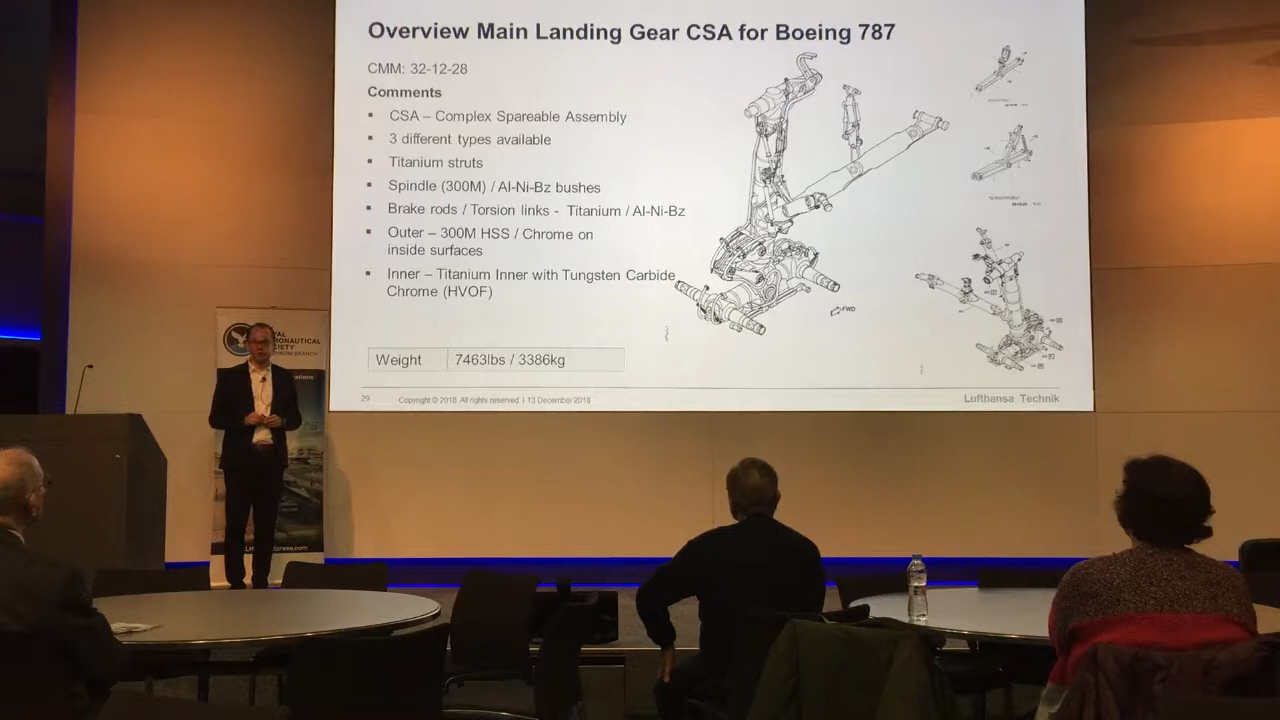 Overview Main Landing Gear CSA for Boeing 787
CMM: 32-12-28
Comments
▪ CSA – Complex Spareable Assembly
▪ 3 different types available
▪ Titanium struts
▪ Spindle (300M) / Al-Ni-Bz bushes
▪ Brake rods / Torsion links - Titanium / Al-Ni-Bz
▪ Outer – 300M HSS / Chrome on
inside surfaces
▪ Inner – Titanium Inner with Tungsten Carbide
Chrome (HVOF)
FWD
Weight 7463lbs / 3386kg
29 Copyright © 2018. All rights reserved. | 13 December 2018
Lufthansa Technik
BRANCH